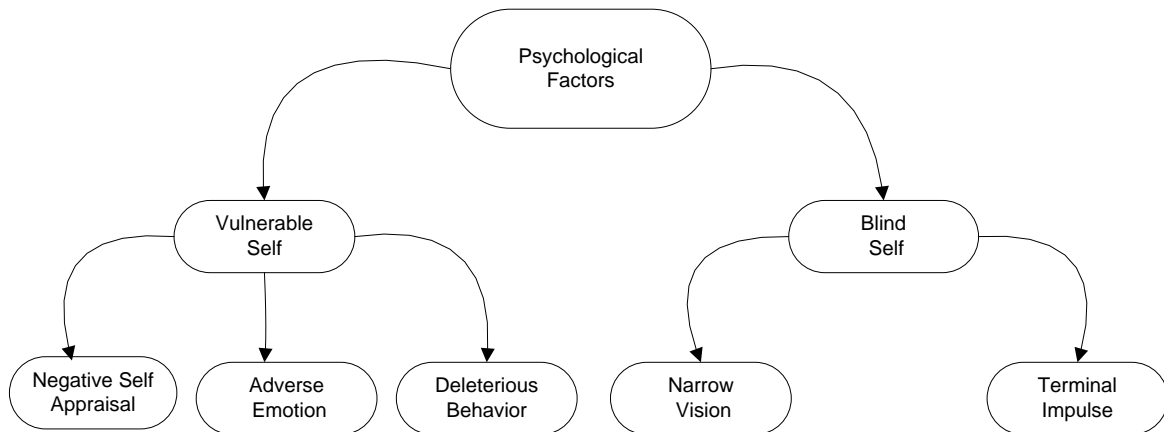 Psychological
Factors
Vulnerable
Self
Blind
Self
Negative Self
Appraisal
Adverse
Emotion
Deleterious
Behavior
Narrow
Vision
Terminal
Impulse